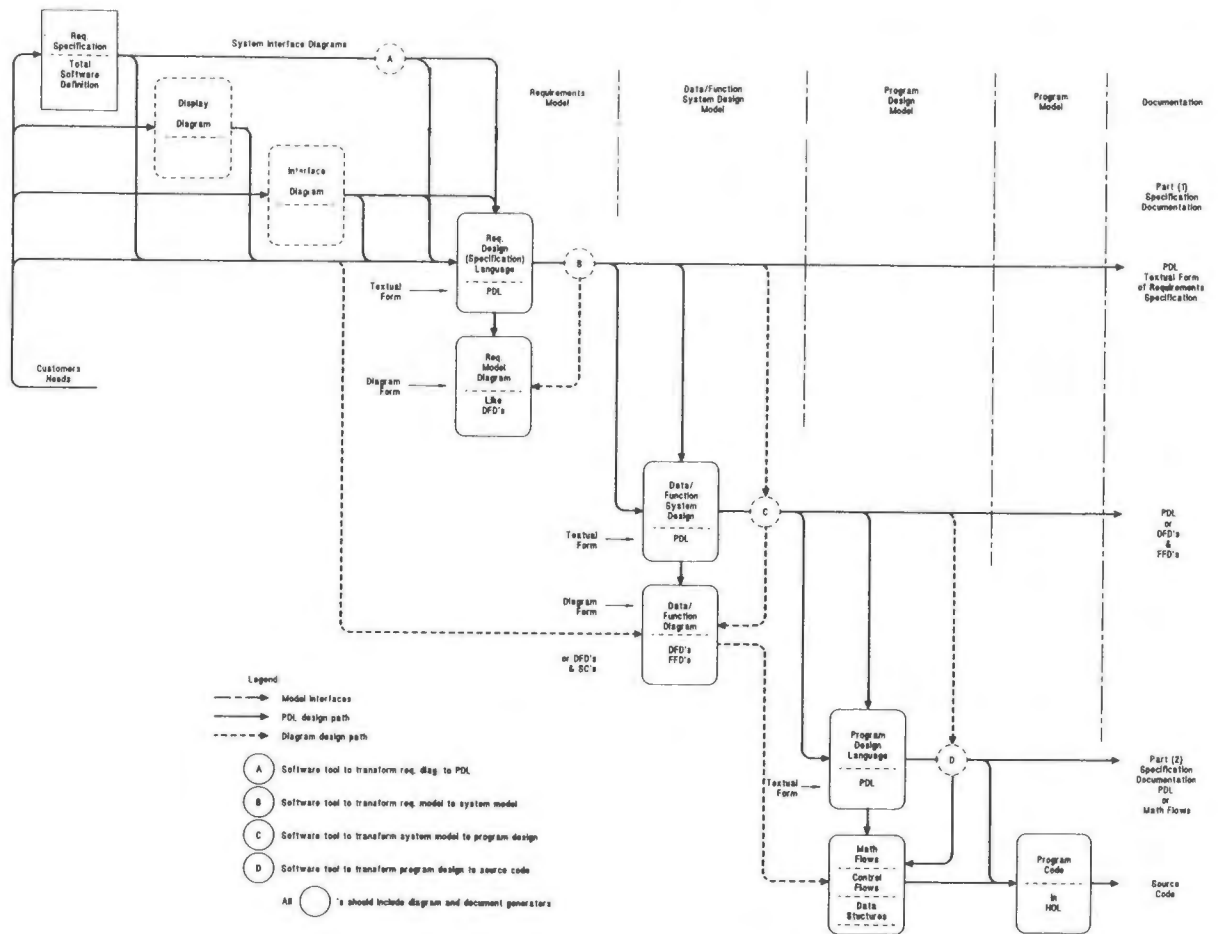 Req.
Specification
Total
Software
Definition
System Interface Diagrams
A
Display
Diagram
Interface
Diagram
Requirements
Model
Data/Function
System Design
Model
Program
Design
Model
Program
Model
Documentation
Part (1)
Specification
Documentation
Req.
Design
(Specification)
Language
PDL
B
PDL
Textual Form
of Requirements
Specification
Textual
Form
Customers
Needs
Req.
Model
Diagram
Like
DFD's
Diagram
Form
Data/
Function
System
Design
PDL
C
PDL
or
DFD's
&
FFD's
Textual
Form
Diagram
Form
Data/
Function
Diagram
DFD's
FFD's
or DFD's
& SC's
Legend:
Model Interfaces
PDL design path
Diagram design path
A Software tool to transform req. diag. to PDL
B Software tool to transform req. model to system model
C Software tool to transform system model to program design
D Software tool to transform program design to source code
All 's should include diagram and document generators
Program
Design
Language
PDL
D
Textual
Form
Part (2)
Specification
Documentation
PDL
or
Math Flows
Math
Flows
Control
Flows
Data
Stuctures
Program
Code
In
HOL
Source
Code